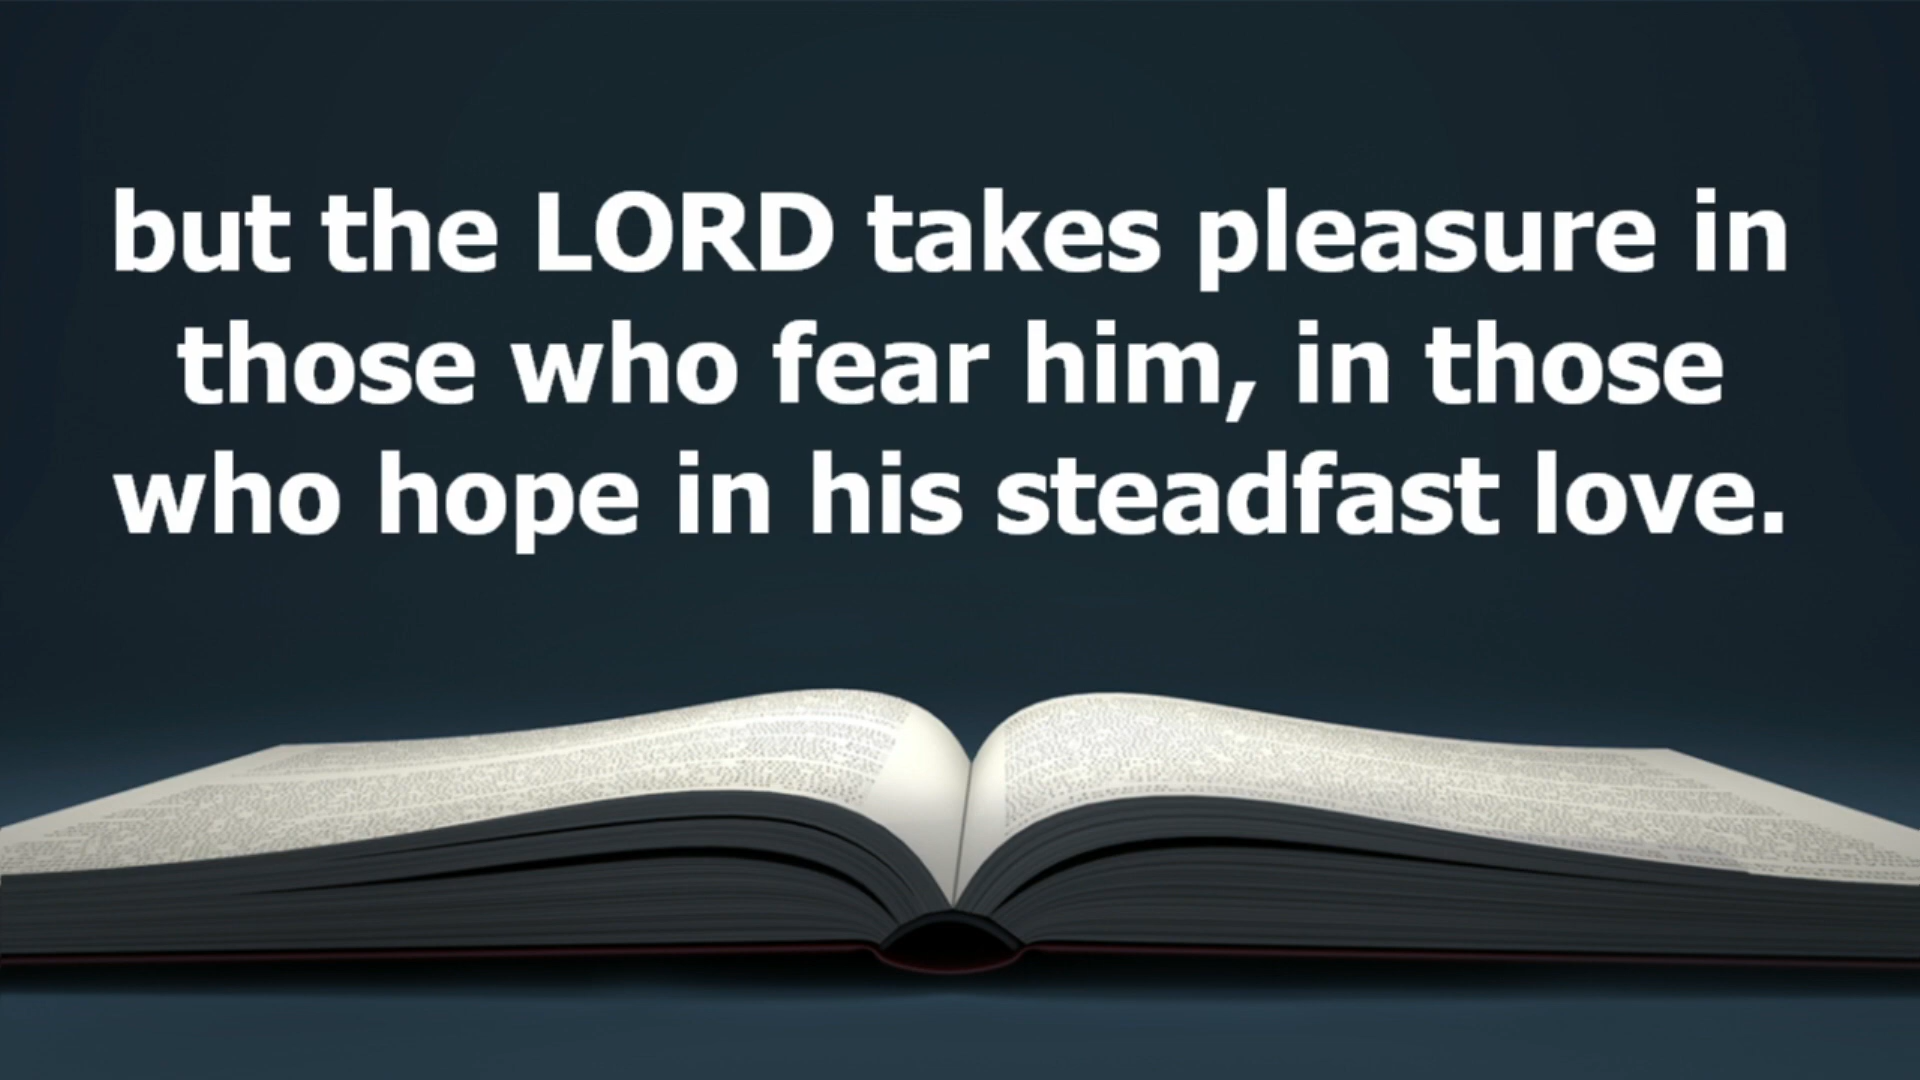 but the LORD takes pleasure in
those who fear him, in those
who hope in his steadfast love.